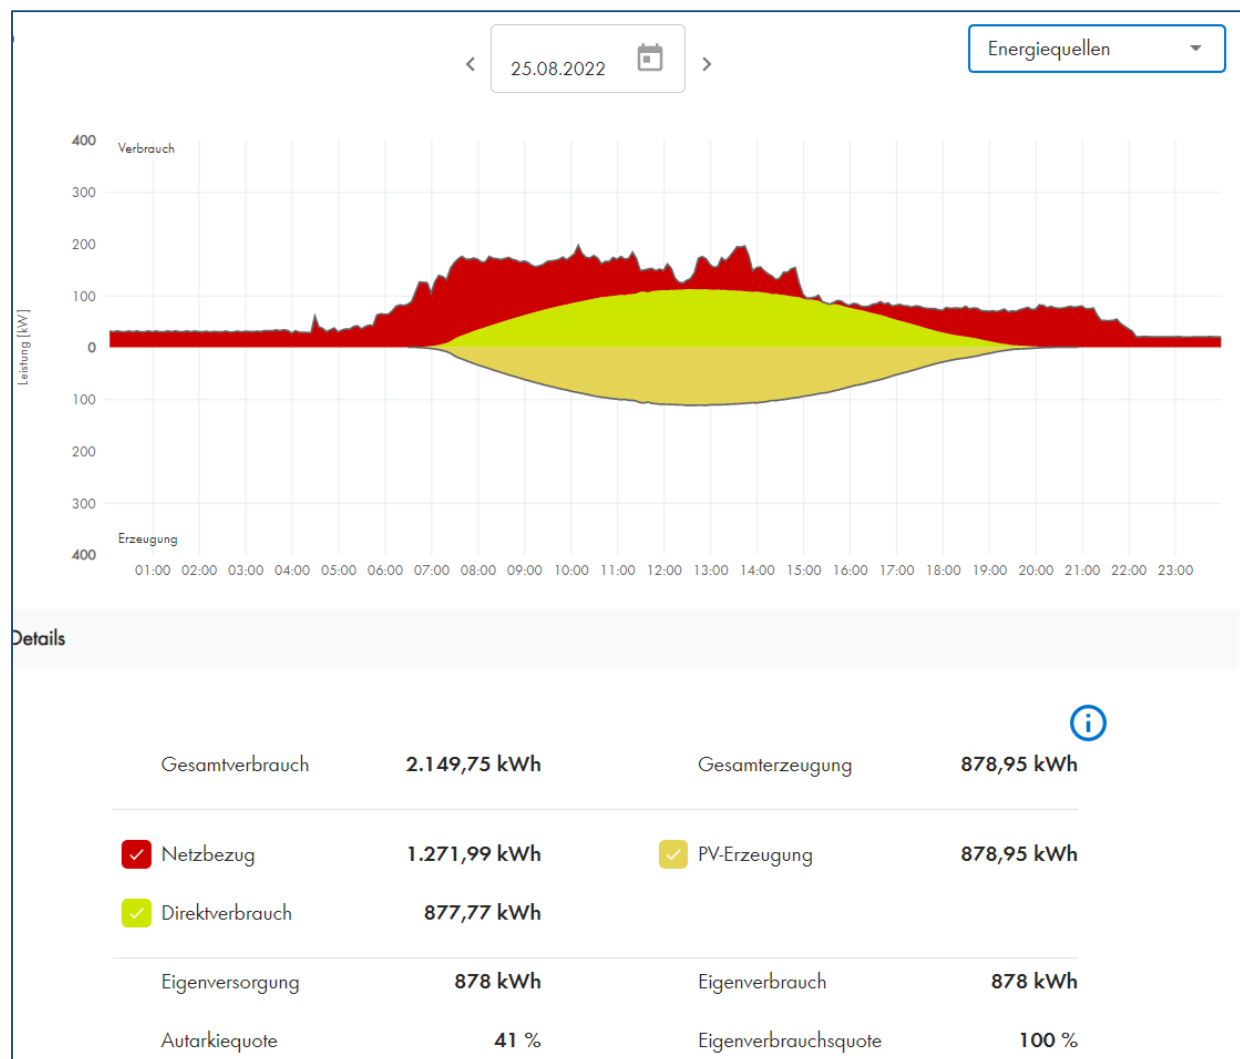 25.08.2022
Energiequellen
400
Verbrauch
300
200
100
0
100
200
300
Erzeugung
400
Leistung [kW]
01:00 02:00 03:00 04:00 05:00 06:00 07:00 08:00 09:00 10:00 11:00 12:00 13:00 14:00 15:00 16:00 17:00 18:00 19:00 20:00 21:00 22:00 23:00
Details
Gesamtverbrauch 2.149,75 kWh Gesamterzeugung 878,95 kWh
Netzbezug 1.271,99 kWh PV-Erzeugung 878,95 kWh
Direktverbrauch 877,77 kWh
Eigenversorgung 878 kWh Eigenverbrauch 878 kWh
Autarkiequote 41 % Eigenverbrauchsquote 100 %